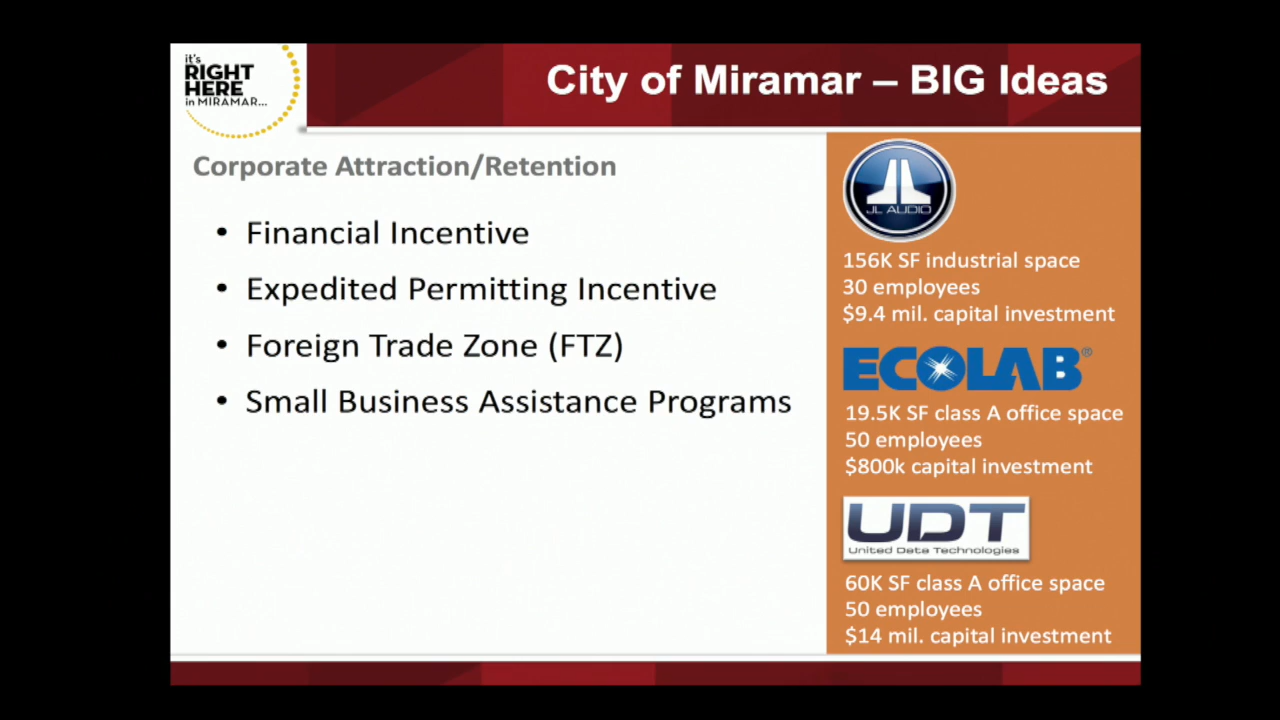 it's
RIGHT
HERE
in MIRAMAR...
City of Miramar – BIG Ideas
Corporate Attraction/Retention
• Financial Incentive
• Expedited Permitting Incentive
• Foreign Trade Zone (FTZ)
• Small Business Assistance Programs
JL AUDIO
156K SF industrial space
30 employees
$9.4 mil. capital investment
ECOLAB®
19.5K SF class A office space
50 employees
$800k capital investment
UDT
United Data Technologies
60K SF class A office space
50 employees
$14 mil. capital investment